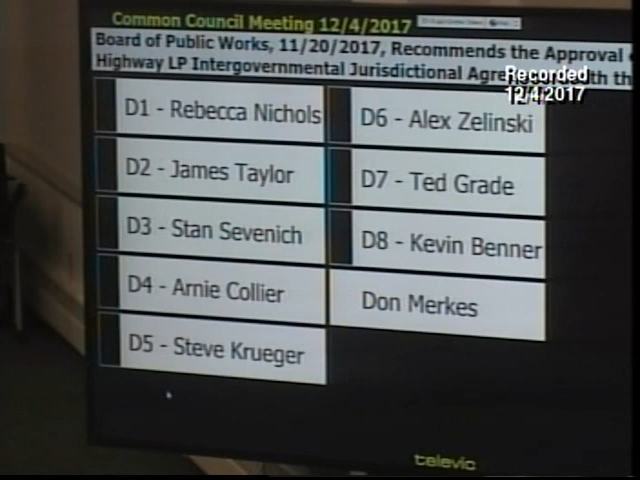 Common Council Meeting 12/4/2017
Board of Public Works, 11/20/2017, Recommends the Approval
Highway LP Intergovernmental Jurisdictional
Recorded
12/4/2017
D1 - Rebecca Nichols
D2 - James Taylor
D3 - Stan Sevenich
D4 - Arnie Collier
D5 - Steve Krueger
D6 - Alex Zelinski
D7 - Ted Grade
D8 - Kevin Benner
Don Merkes
televic